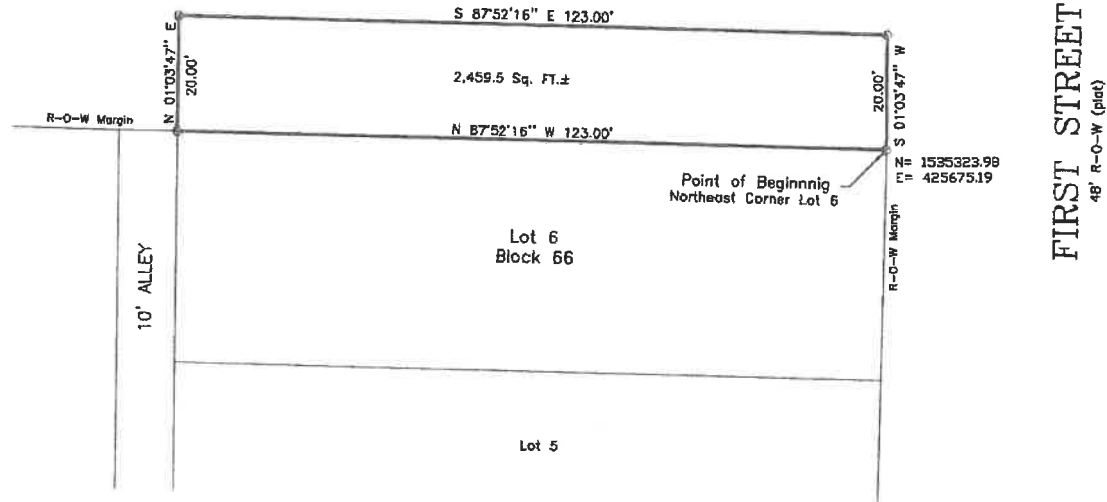 S 87°52'16" E 123.00'
N 01°03'47" E
20.00'
2,459.5 Sq. FT.±
20.00'
S 01°03'47" W
R-O-W Margin
N 87°52'16" W 123.00'
N= 1535323.98
E= 425675.19
Point of Beginnnig
Northeast Corner Lot 6
Lot 6
Block 66
R-O-W Margin
10' ALLEY
Lot 5
FIRST STREET
48' R-O-W (plat)